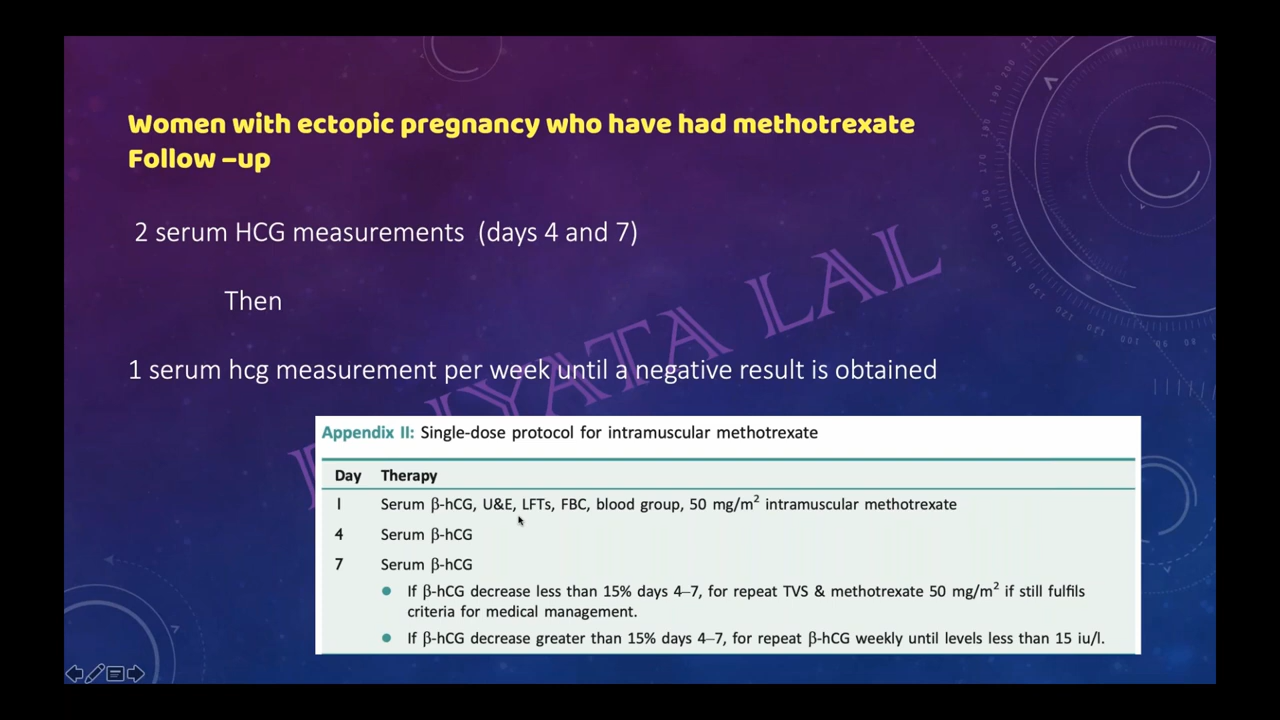 Women with ectopic pregnancy who have had methotrexate
Follow –up
2 serum HCG measurements (days 4 and 7)
Then
1 serum hcg measurement per week until a negative result is obtained
Appendix II: Single-dose protocol for intramuscular methotrexate
Day Therapy
1 Serum β-hCG, U&E, LFTs, FBC, blood group, 50 mg/m² intramuscular methotrexate
4 Serum β-hCG
7 Serum β-hCG
● If β-hCG decrease less than 15% days 4–7, for repeat TVS & methotrexate 50 mg/m² if still fulfils
criteria for medical management.
● If β-hCG decrease greater than 15% days 4–7, for repeat β-hCG weekly until levels less than 15 iu/l.
LAL